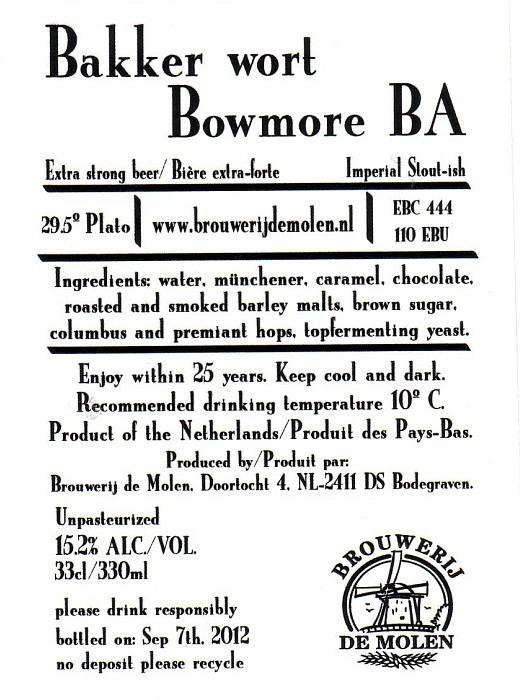 Bakker wort
Bowmore BA
Extra strong beer/ Bière extra-forte Imperial Stout-ish
29.5º Plato www.brouwerijdemolen.nl EBC 444
110 EBU
Ingredients: water, münchener, caramel, chocolate,
roasted and smoked barley malts, brown sugar,
columbus and premiant hops, topfermenting yeast.
Enjoy within 25 years. Keep cool and dark.
Recommended drinking temperature 10º C.
Product of the Netherlands/Produit des Pays-Bas.
Produced by/Produit par:
Brouwerij de Molen, Doortocht 4, NL-2411 DS Bodegraven.
Unpasteurized
15.2% ALC./VOL.
33cl/330ml
please drink responsibly
bottled on: Sep 7th, 2012
no deposit please recycle
BROUWERIJ
DE MOLEN